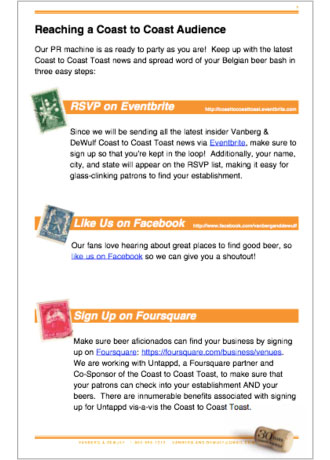 Reaching a Coast to Coast Audience
Our PR machine is as ready to party as you are!  Keep up with the latest
Coast to Coast Toast news and spread word of your Belgian beer bash in
three easy steps:
RSVP on Eventbrite http://coasttocoasttoast.eventbrite.com
Since we will be sending all the latest insider Vanberg &
DeWulf Coast to Coast Toast news via Eventbrite, make sure to
sign up so that you're kept in the loop!  Additionally, your name,
city, and state will appear on the RSVP list, making it easy for
glass-clinking patrons to find your establishment.
Like Us on Facebook http://www.facebook.com/vanberganddewulf
Our fans love hearing about great places to find good beer, so
like us on Facebook so we can give you a shoutout!
Sign Up on Foursquare
Make sure beer aficionados can find your business by signing
up on Foursquare: https://foursquare.com/business/venues.
We are working with Untappd, a Foursquare partner and
Co-Sponsor of the Coast to Coast Toast, to make sure that
your patrons can check into your establishment AND your
beers.  There are innumerable benefits associated with signing
up for Untappd vis-a-vis the Coast to Coast Toast.
VANBERG & DEWULF